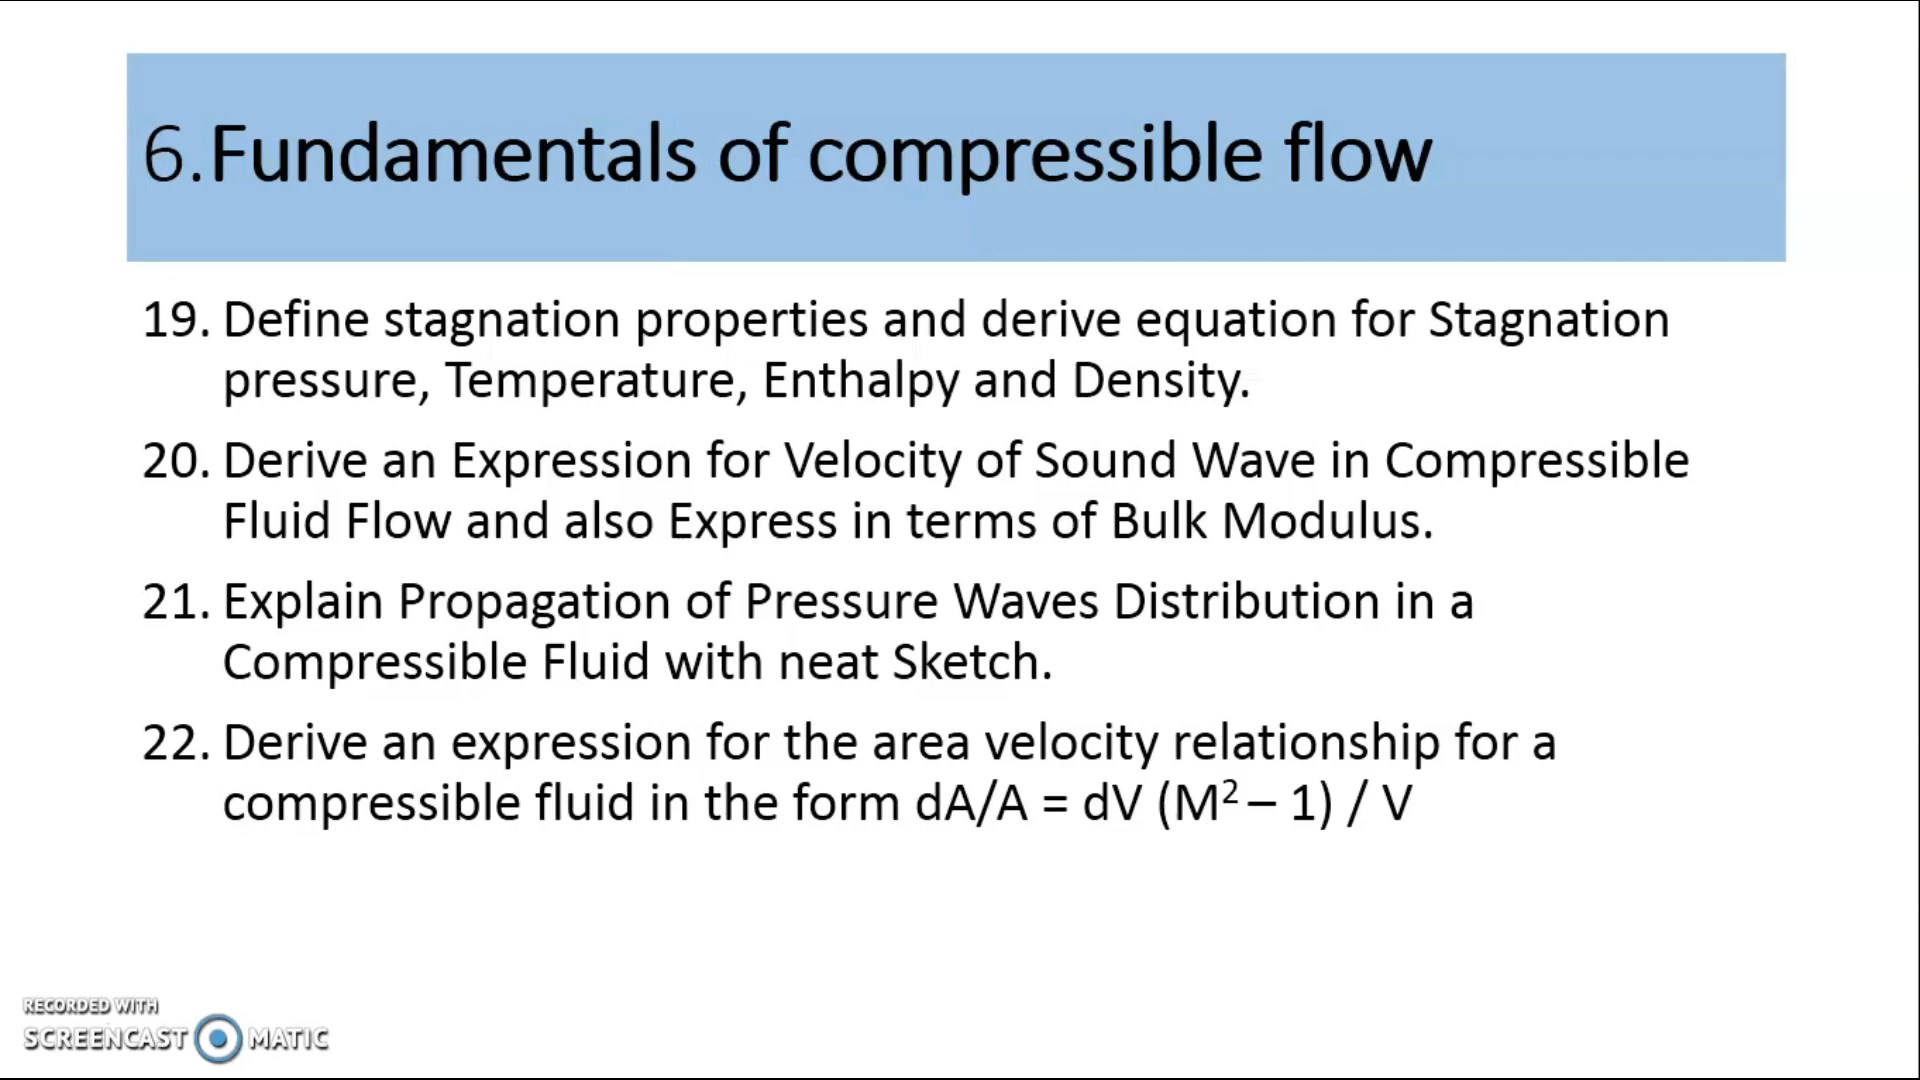 6.Fundamentals of compressible flow
19. Define stagnation properties and derive equation for Stagnation
pressure, Temperature, Enthalpy and Density.
20. Derive an Expression for Velocity of Sound Wave in Compressible
Fluid Flow and also Express in terms of Bulk Modulus.
21. Explain Propagation of Pressure Waves Distribution in a
Compressible Fluid with neat Sketch.
22. Derive an expression for the area velocity relationship for a
compressible fluid in the form dA/A = dV (M² – 1) / V
RECORDED WITH
SCREENCAST MATIC